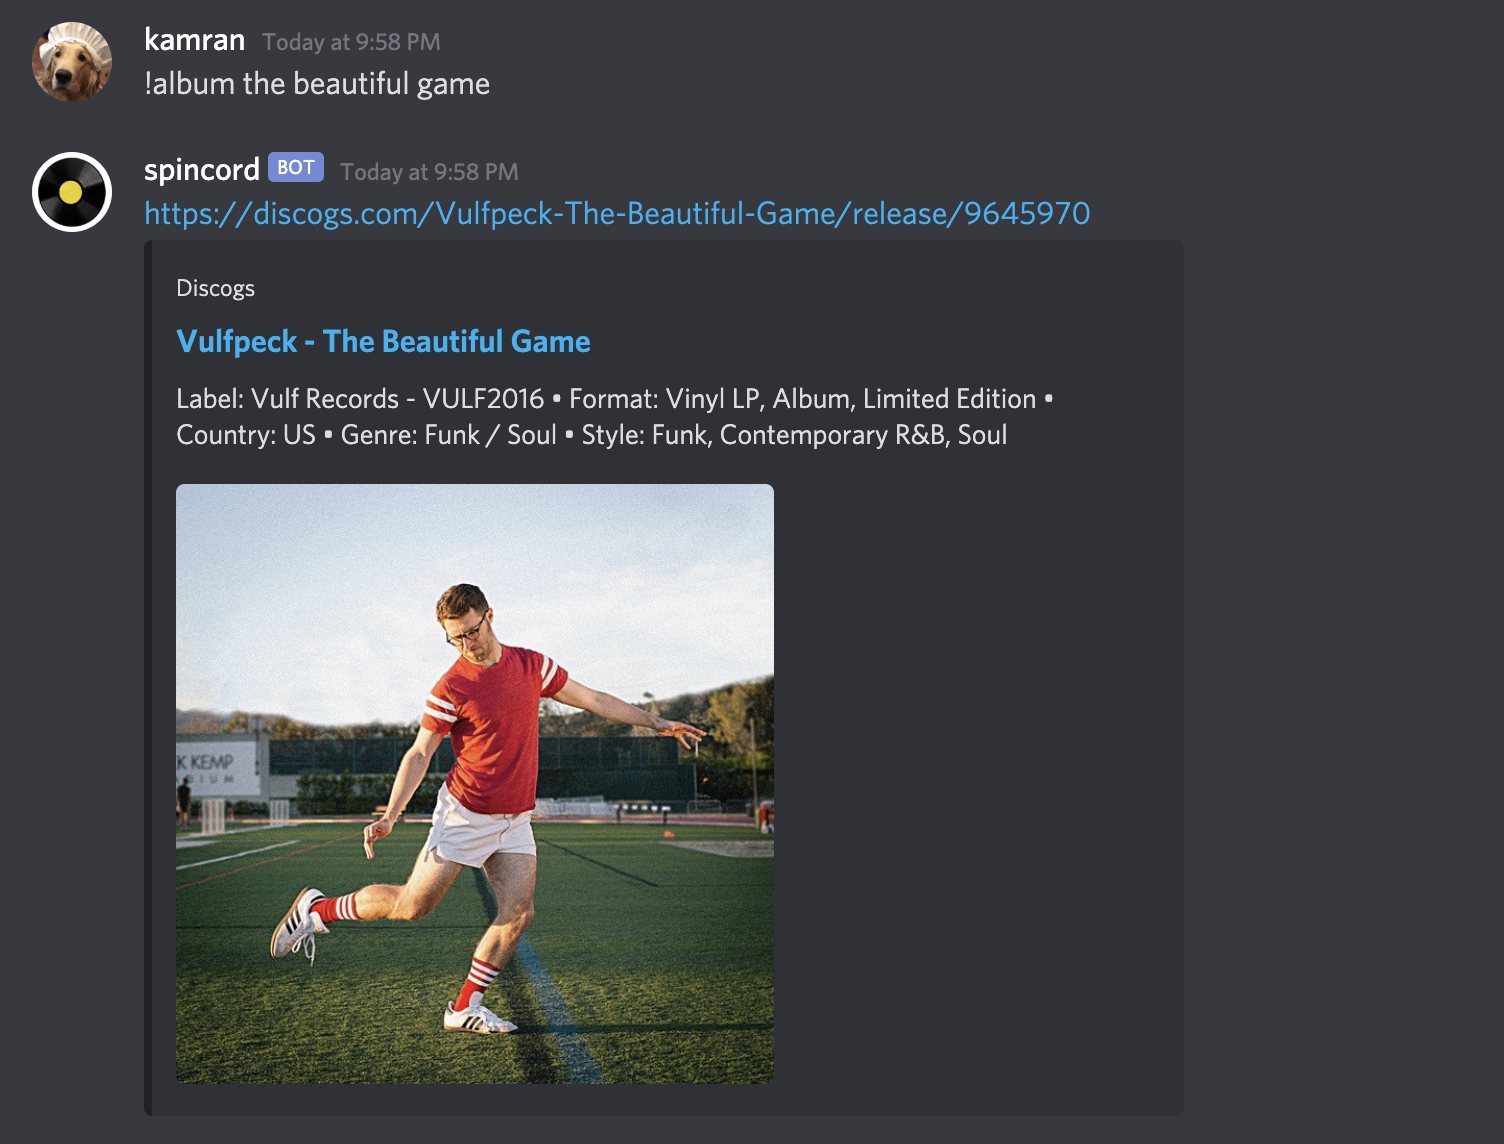 kamran Today at 9:58 PM
!album the beautiful game
spincord BOT Today at 9:58 PM
https://discogs.com/Vulfpeck-The-Beautiful-Game/release/9645970
Discogs
Vulfpeck - The Beautiful Game
Label: Vulf Records - VULF2016 • Format: Vinyl LP, Album, Limited Edition •
Country: US • Genre: Funk / Soul • Style: Funk, Contemporary R&B, Soul
K KEMP
DIUM